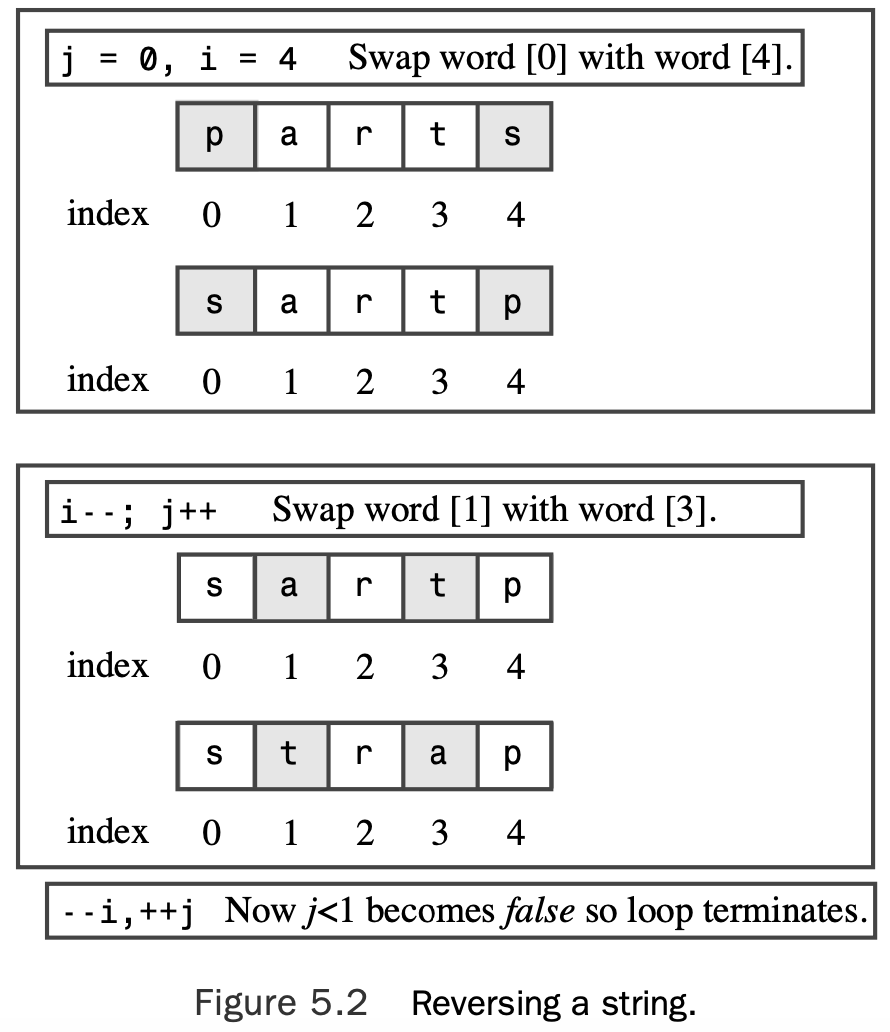 j = 0, i = 4 Swap word [0] with word [4].
p a r t s
index 0 1 2 3 4
s a r t p
index 0 1 2 3 4
i--; j++ Swap word [1] with word [3].
s a r t p
index 0 1 2 3 4
s t r a p
index 0 1 2 3 4
--i,++j Now j<1 becomes false so loop terminates.
Figure 5.2 Reversing a string.